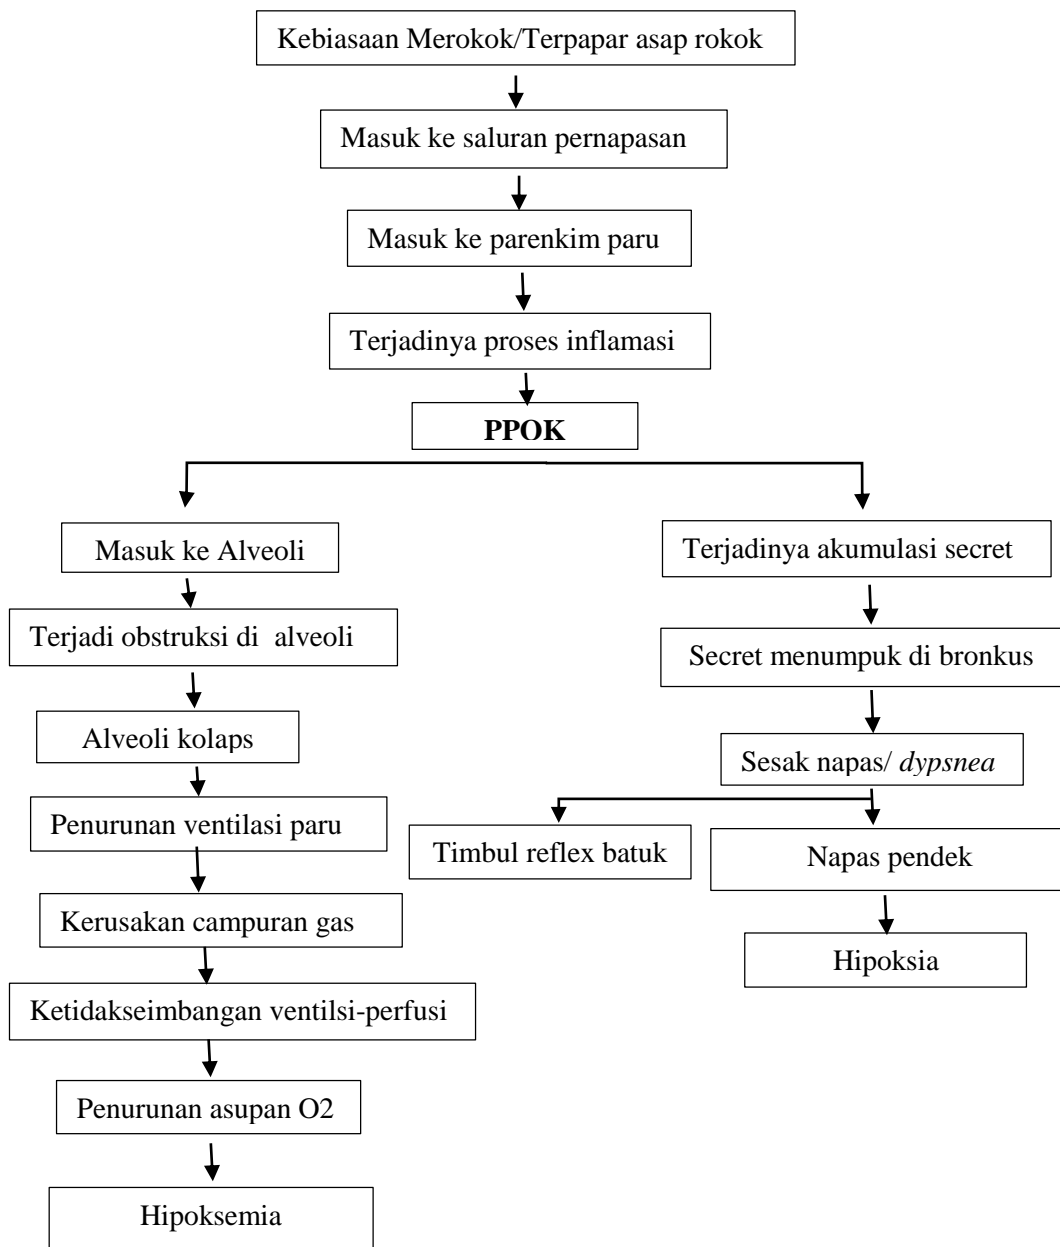 Kebiasaan Merokok/Terpapar asap rokok
Masuk ke saluran pernapasan
Masuk ke parenkim paru
Terjadinya proses inflamasi
PPOK
Masuk ke Alveoli
Terjadi obstruksi di alveoli
Alveoli kolaps
Penurunan ventilasi paru
Kerusakan campuran gas
Ketidakseimbangan ventilsi-perfusi
Penurunan asupan O2
Hipoksemia
Terjadinya akumulasi secret
Secret menumpuk di bronkus
Sesak napas/ dypsnea
Timbul reflex batuk
Napas pendek
Hipoksia